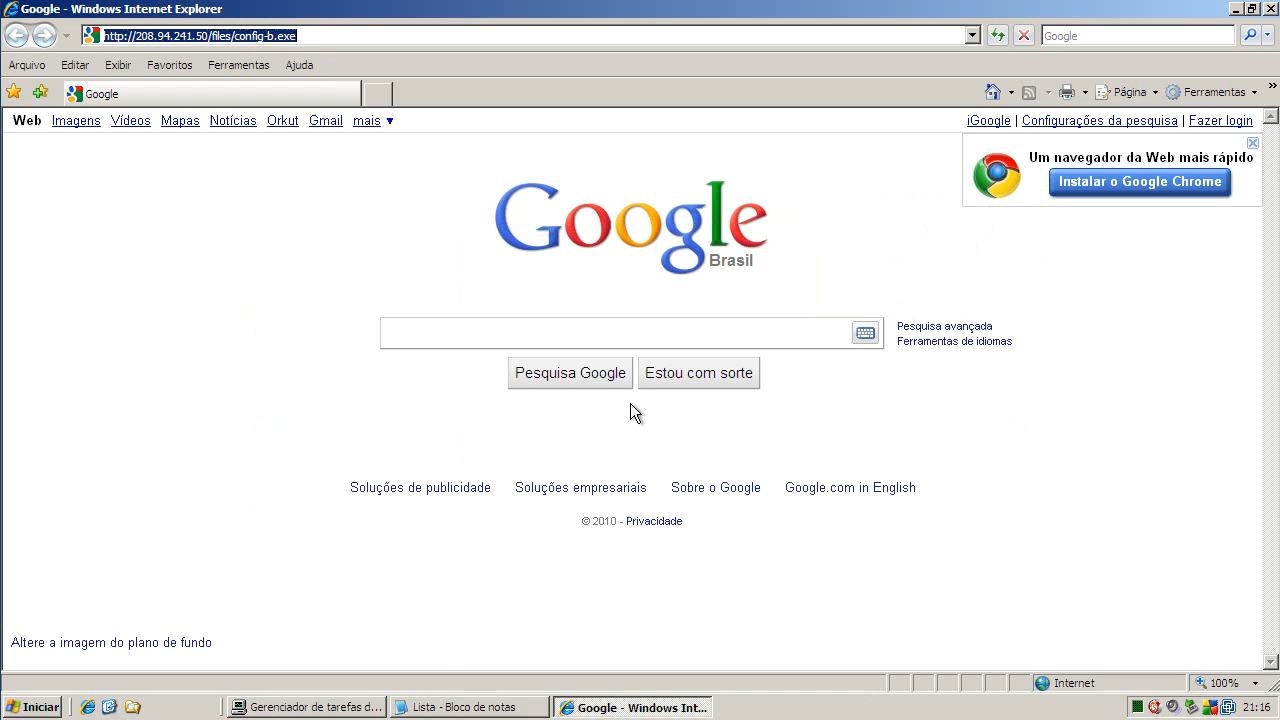 Google - Windows Internet Explorer
http://208.94.241.50/files/config-b.exe
Google
Arquivo Editar Exibir Favoritos Ferramentas Ajuda
Google
Página Ferramentas »
Web Imagens Vídeos Mapas Notícias Orkut Gmail mais ▼
iGoogle | Configurações da pesquisa | Fazer login
Um navegador da Web mais rápido
Instalar o Google Chrome
Google
Brasil
Pesquisa avançada
Ferramentas de idiomas
Pesquisa Google Estou com sorte
Soluções de publicidade Soluções empresariais Sobre o Google Google.com in English
© 2010 - Privacidade
Altere a imagem do plano de fundo
Internet 100%
Iniciar Gerenciador de tarefas d... Lista - Bloco de notas Google - Windows Int... 21:16